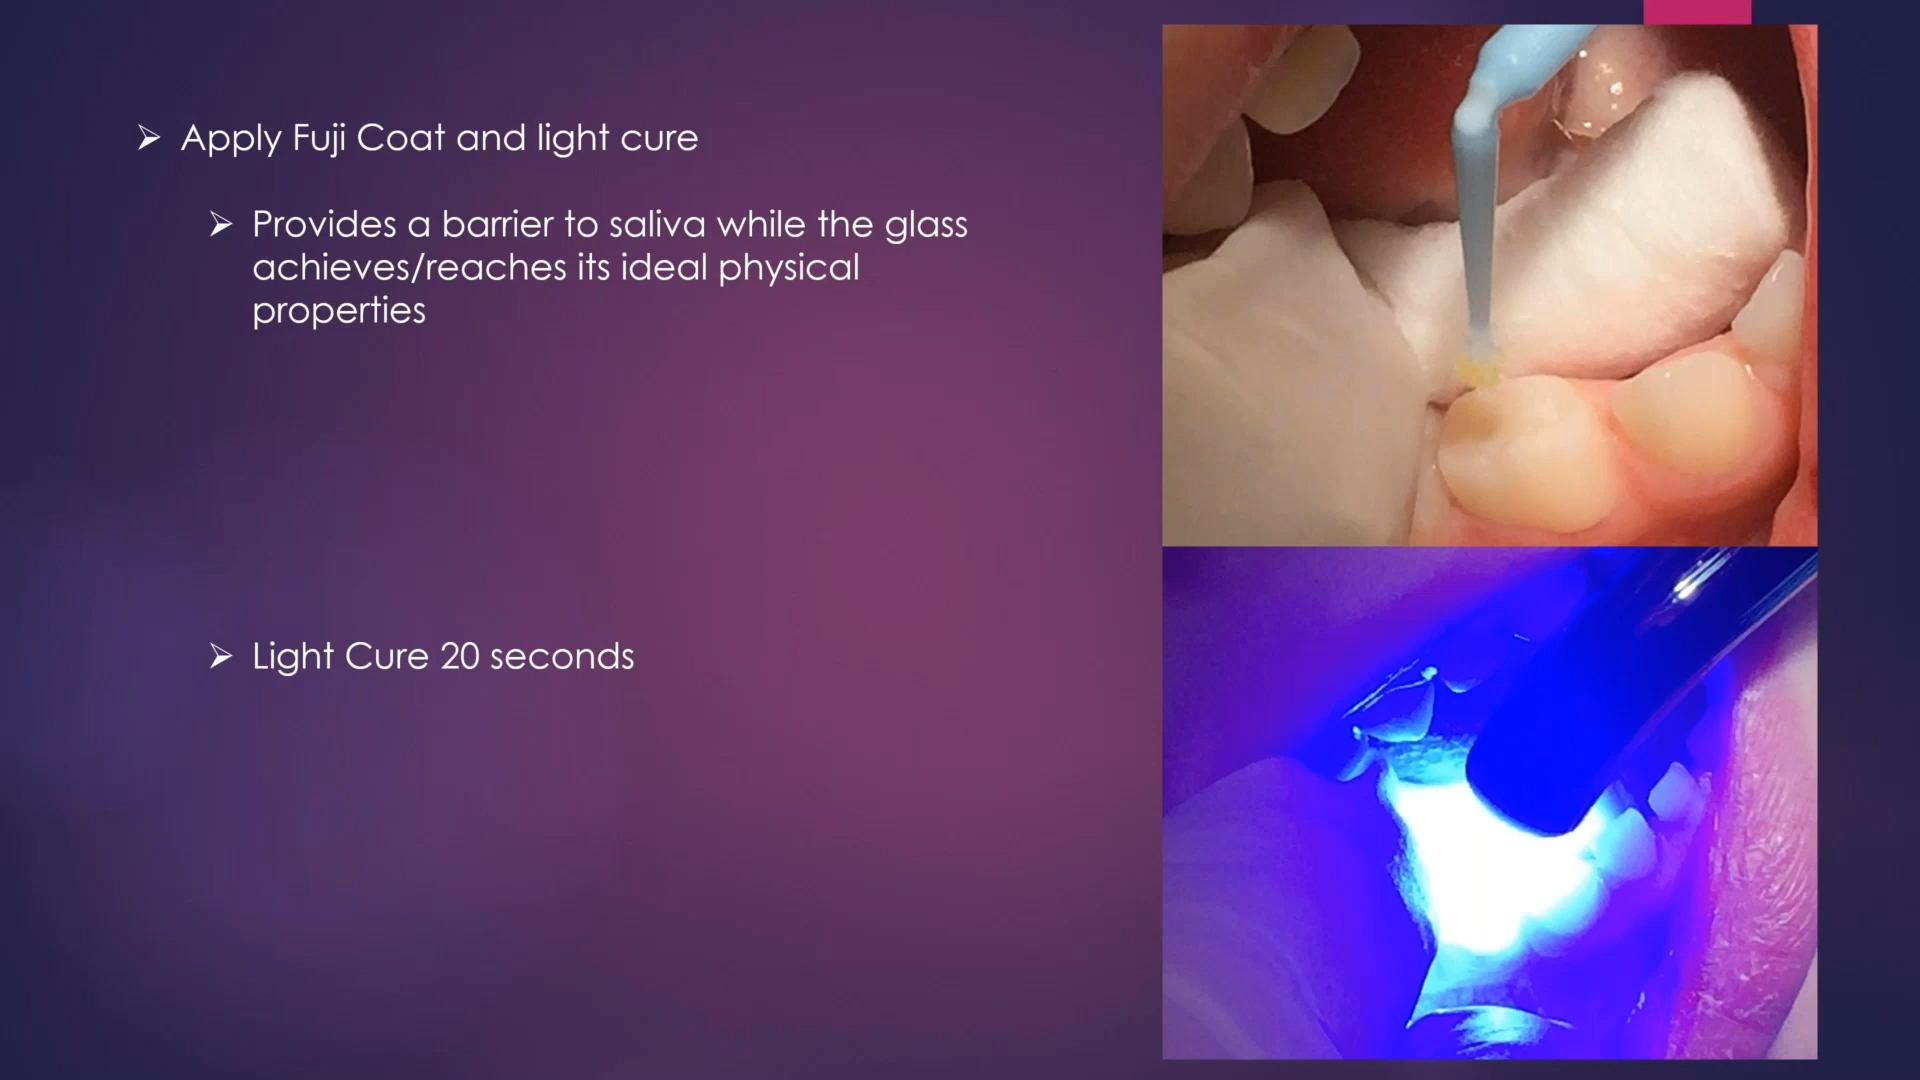 Apply Fuji Coat and light cure
Provides a barrier to saliva while the glass
achieves/reaches its ideal physical
properties
Light Cure 20 seconds